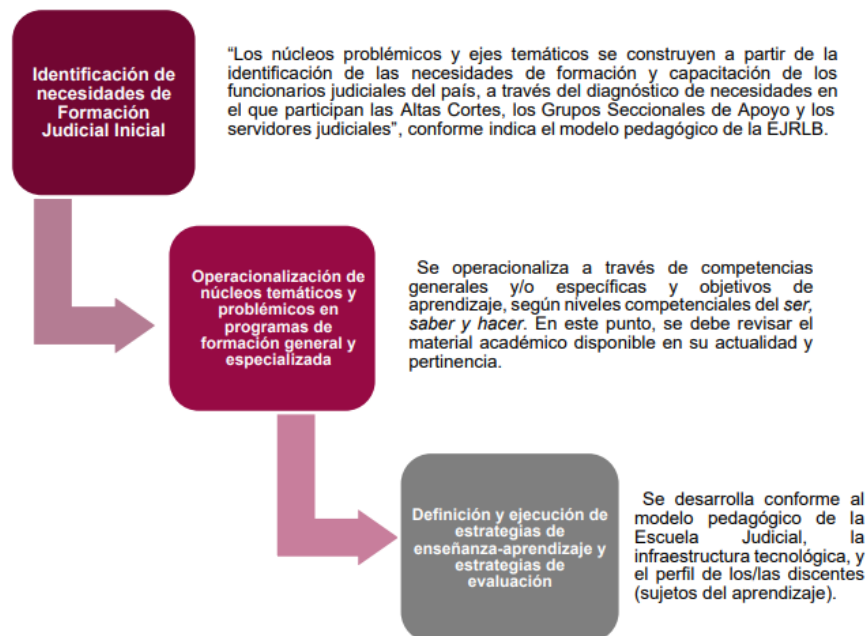 Identificación de
necesidades de
Formación
Judicial Inicial
“Los núcleos problémicos y ejes temáticos se construyen a partir de la
identificación de las necesidades de formación y capacitación de los
funcionarios judiciales del país, a través del diagnóstico de necesidades en
el que participan las Altas Cortes, los Grupos Seccionales de Apoyo y los
servidores judiciales”, conforme indica el modelo pedagógico de la EJRLB.
Operacionalización de
núcleos temáticos y
problémicos en
programas de
formación general y
especializada
Se operacionaliza a través de competencias
generales y/o específicas y objetivos de
aprendizaje, según niveles competenciales del ser,
saber y hacer. En este punto, se debe revisar el
material académico disponible en su actualidad y
pertinencia.
Definición y ejecución de
estrategias de
enseñanza-aprendizaje y
estrategias de
evaluación
Se desarrolla conforme al
modelo pedagógico de la
Escuela Judicial, la
infraestructura tecnológica, y
el perfil de los/las discentes
(sujetos del aprendizaje).